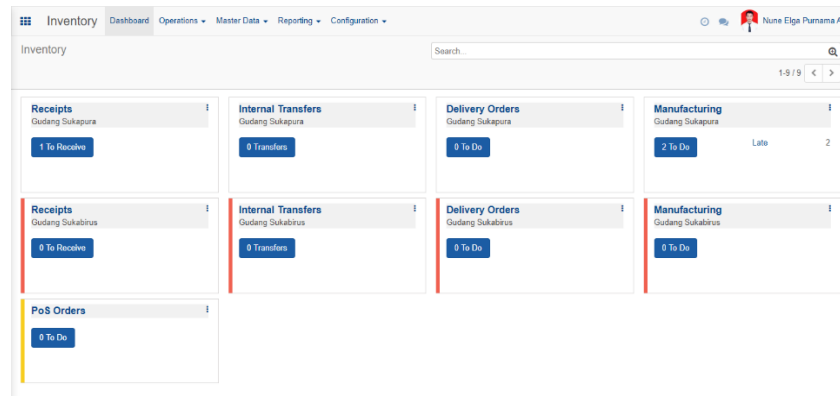 Inventory Dashboard Operations Master Data Reporting Configuration Nune Elga Purnama A
Inventory Search...
1-9 / 9
Receipts Internal Transfers Delivery Orders Manufacturing
Gudang Sukapura Gudang Sukapura Gudang Sukapura Gudang Sukapura
1 To Receive 0 Transfers 0 To Do 2 To Do Late 2
Receipts Internal Transfers Delivery Orders Manufacturing
Gudang Sukabirus Gudang Sukabirus Gudang Sukabirus Gudang Sukabirus
0 To Receive 0 Transfers 0 To Do 0 To Do
PoS Orders
0 To Do